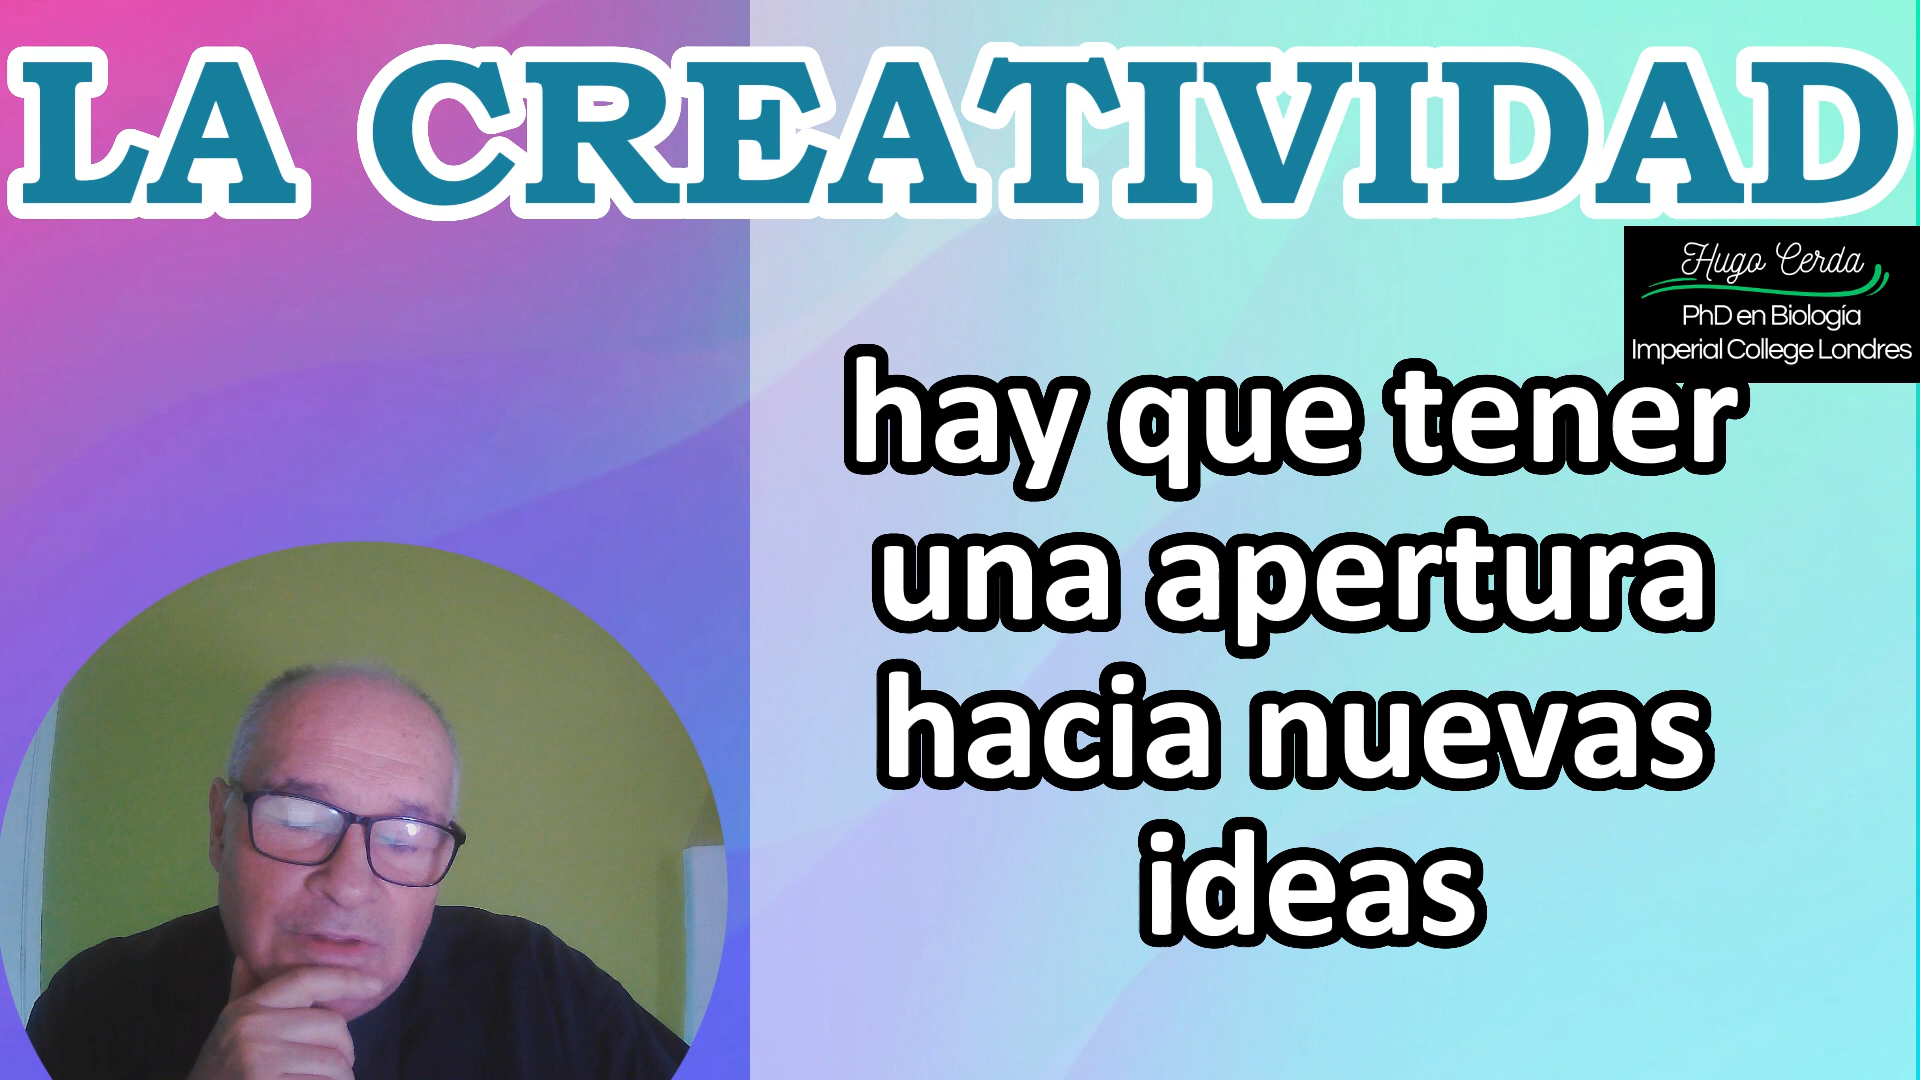 LA CREATIVIDAD
Hugo Cerda
PhD en Biología
Imperial College Londres
hay que tener
una apertura
hacia nuevas
ideas